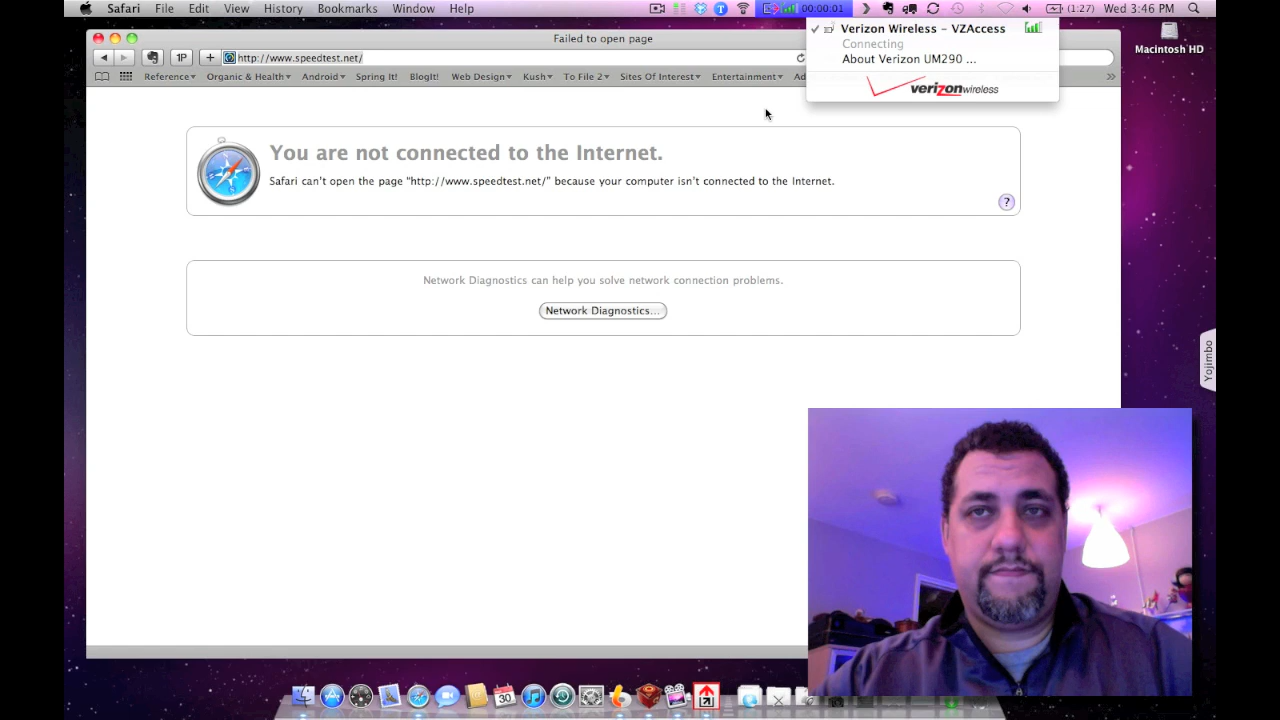 Safari File Edit View History Bookmarks Window Help 00:00:01 (1:27) Wed 3:46 PM
Failed to open page
1P + http://www.speedtest.net/
Reference Organic & Health Android Spring It! BlogIt! Web Design Kush To File 2 Sites Of Interest Entertainment Ad
Verizon Wireless - VZAccess
Connecting
About Verizon UM290 ...
verizonwireless
Macintosh HD
You are not connected to the Internet.
Safari can't open the page "http://www.speedtest.net/" because your computer isn't connected to the Internet.
?
Network Diagnostics can help you solve network connection problems.
Network Diagnostics...
Yojimbo
30